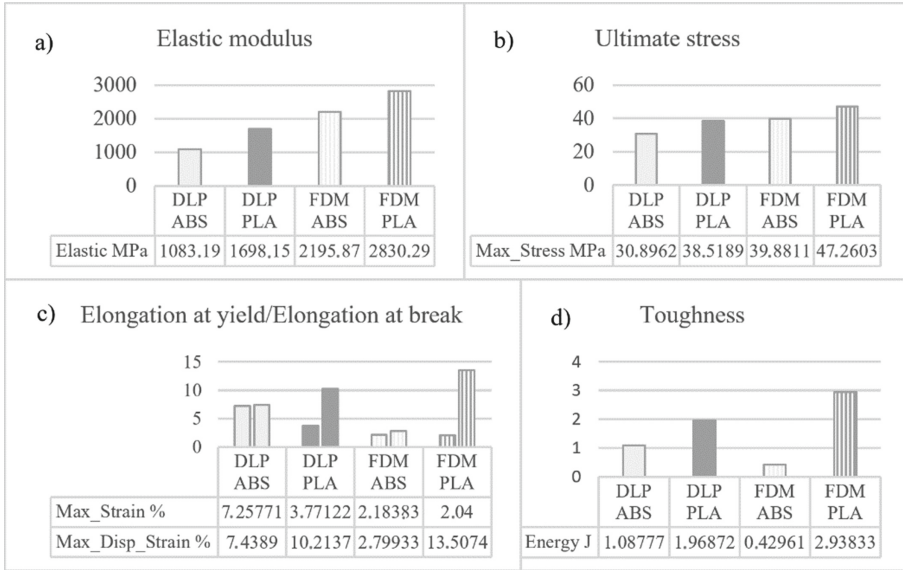 a) Elastic modulus
3000
2000
1000
0
DLP ABS DLP PLA FDM ABS FDM PLA
Elastic MPa 1083.19 1698.15 2195.87 2830.29
b) Ultimate stress
60
40
20
0
DLP ABS DLP PLA FDM ABS FDM PLA
Max_Stress MPa 30.8962 38.5189 39.8811 47.2603
c) Elongation at yield/Elongation at break
15
10
5
0
DLP ABS DLP PLA FDM ABS FDM PLA
Max_Strain % 7.25771 3.77122 2.18383 2.04
Max_Disp_Strain % 7.4389 10.2137 2.79933 13.5074
d) Toughness
4
3
2
1
0
DLP ABS DLP PLA FDM ABS FDM PLA
Energy J 1.08777 1.96872 0.42961 2.93833